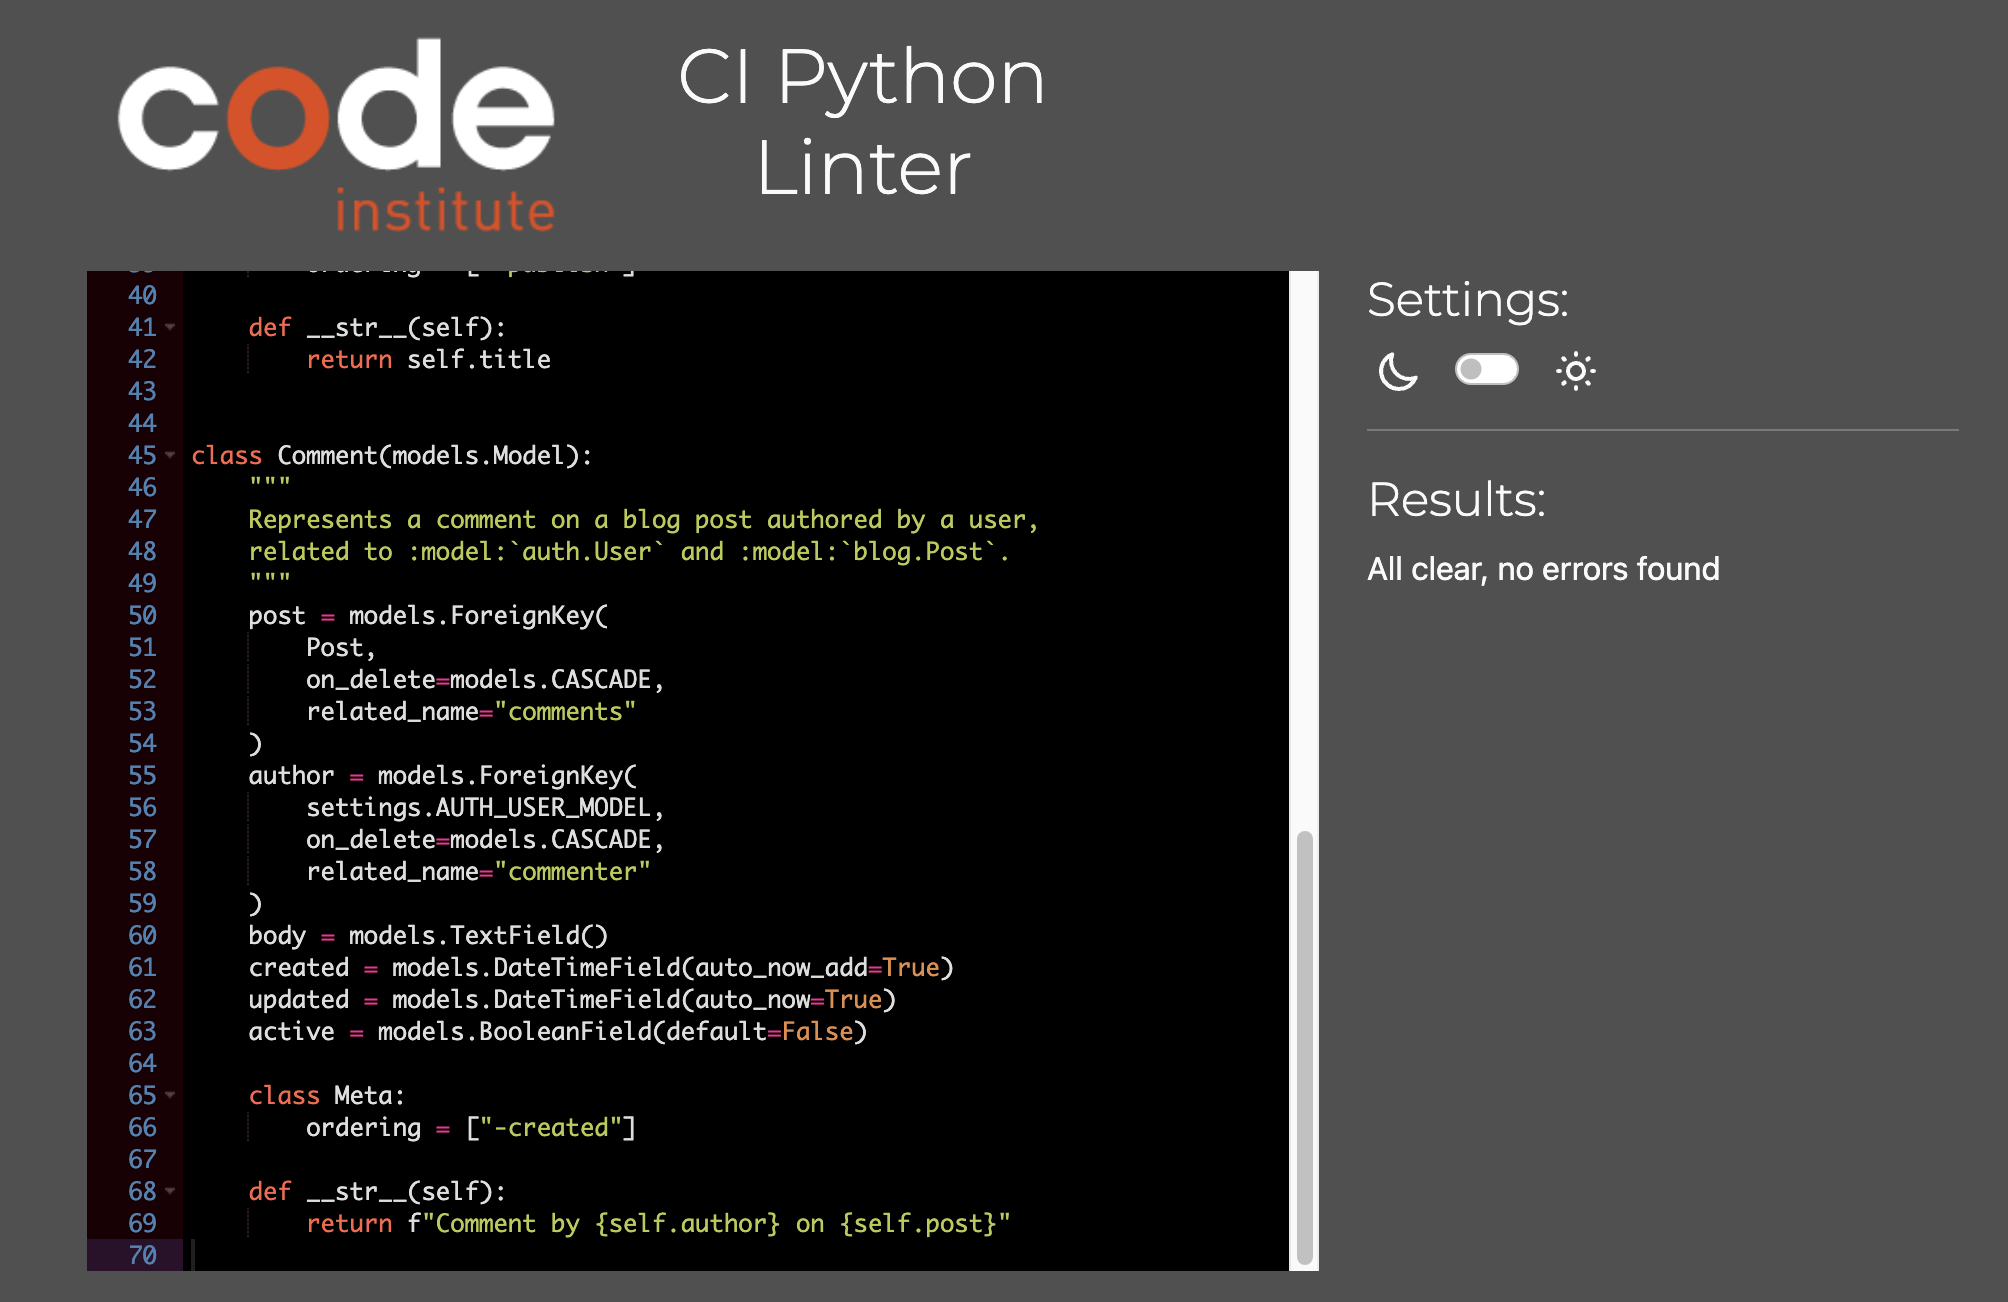 code
institute
CI Python
Linter
40
41 def __str__(self):
42 return self.title
43
44
45 class Comment(models.Model):
46 """
47 Represents a comment on a blog post authored by a user,
48 related to :model:`auth.User` and :model:`blog.Post`.
49 """
50 post = models.ForeignKey(
51 Post,
52 on_delete=models.CASCADE,
53 related_name="comments"
54 )
55 author = models.ForeignKey(
56 settings.AUTH_USER_MODEL,
57 on_delete=models.CASCADE,
58 related_name="commenter"
59 )
60 body = models.TextField()
61 created = models.DateTimeField(auto_now_add=True)
62 updated = models.DateTimeField(auto_now=True)
63 active = models.BooleanField(default=False)
64
65 class Meta:
66 ordering = ["-created"]
67
68 def __str__(self):
69 return f"Comment by {self.author} on {self.post}"
70
Settings:
Results:
All clear, no errors found